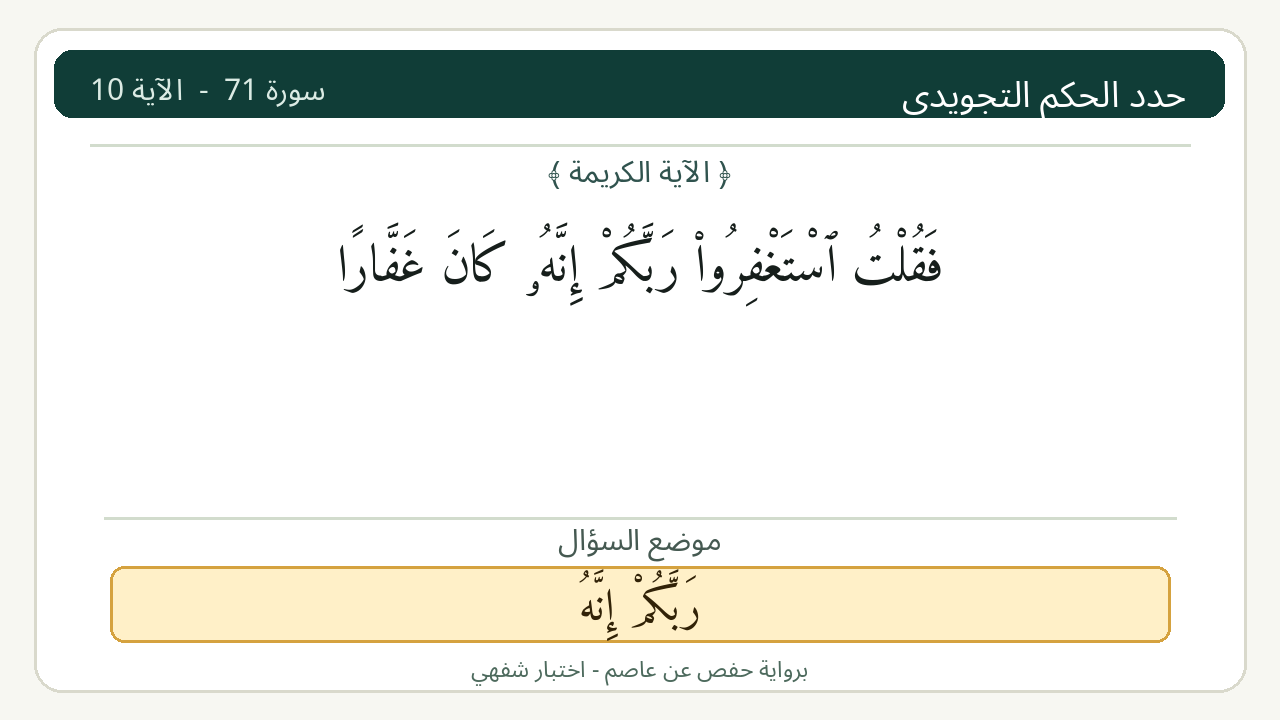 حدد الحكم التجويدى
سورة 71 - الآية 10
﴿ الآية الكريمة ﴾
فَقُلْتُ ٱسْتَغْفِرُوا۟ رَبَّكُمْ إِنَّهُۥ كَانَ غَفَّارًا
موضع السؤال
رَبَّكُمْ إِنَّهُ
برواية حفص عن عاصم - اختبار شفهي